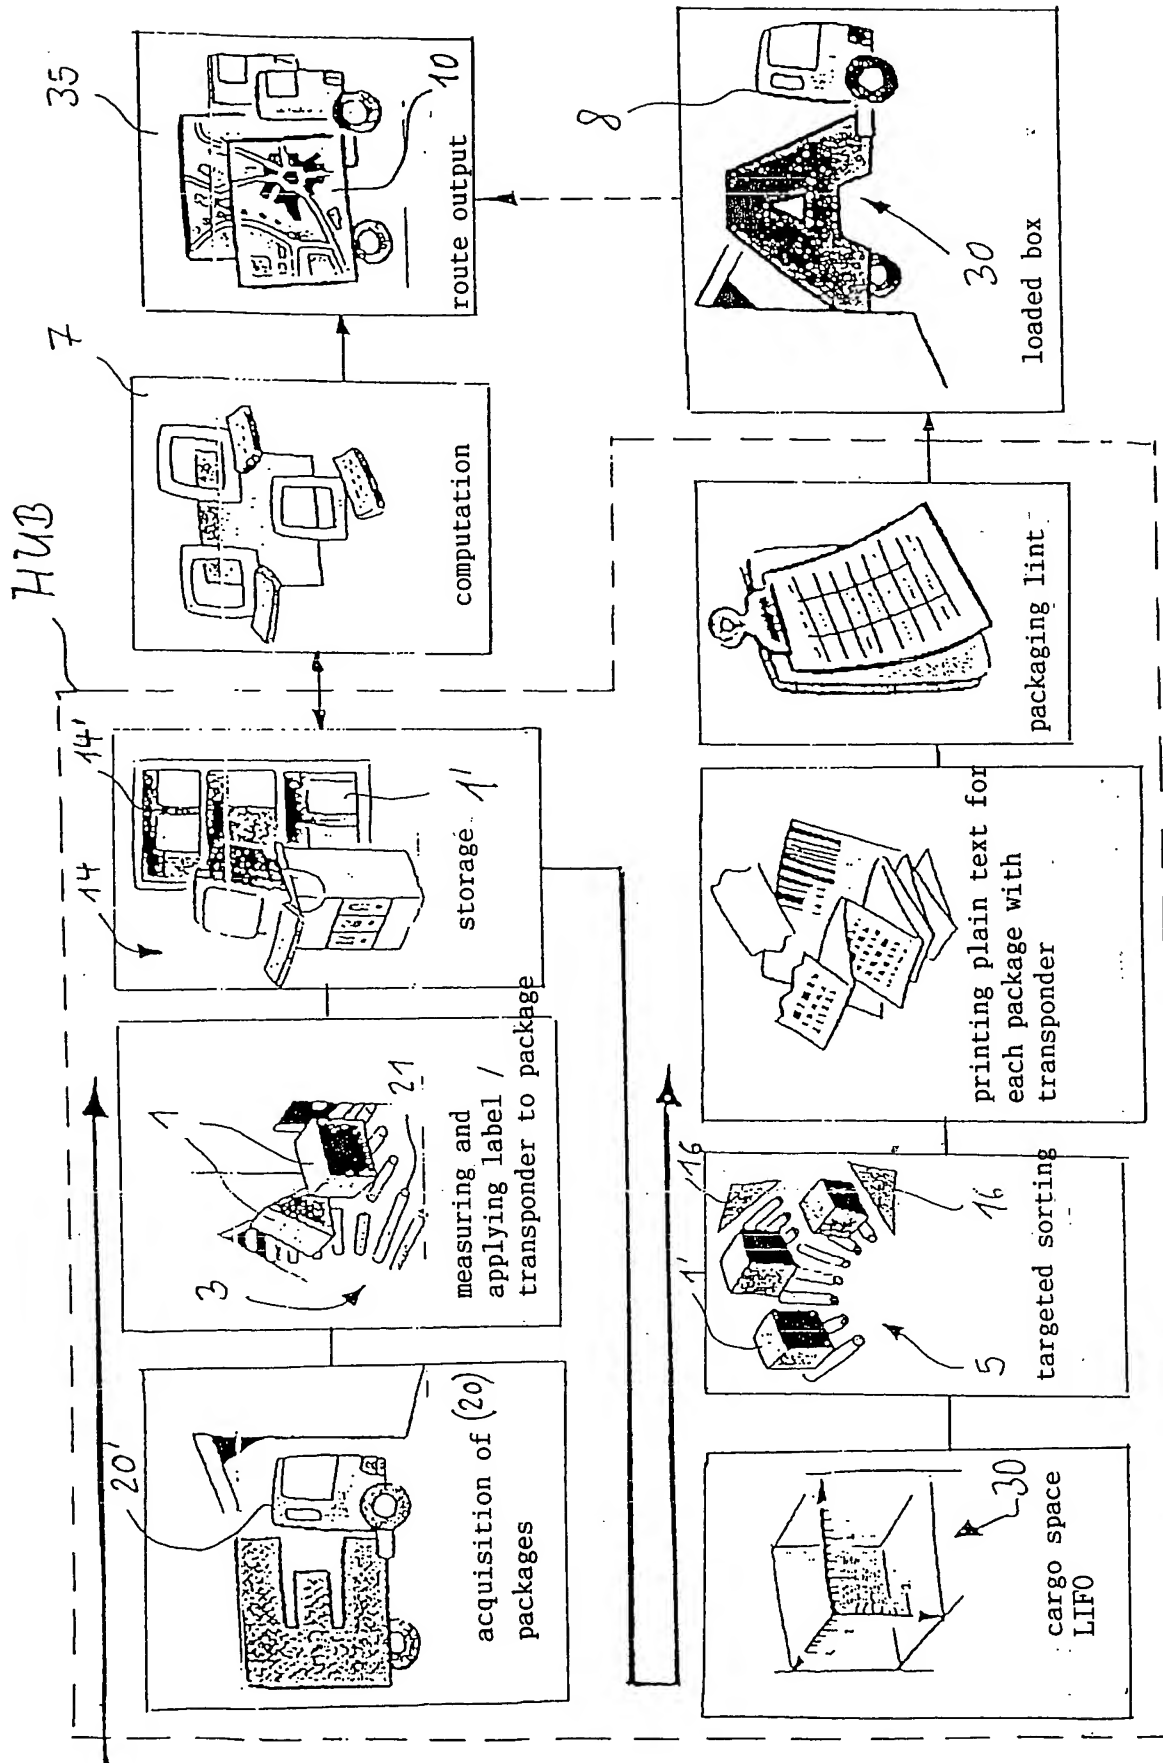 HUB
20'
acquisition of (20)
packages
3
1
21
measuring and
applying label /
transponder to package
14
14'
1'
storage
7
computation
35
10
route output
30
cargo space
LIFO
1'
16
16
5
targeted sorting
printing plain text for
each package with
transponder
packaging lint
8
30
loaded box